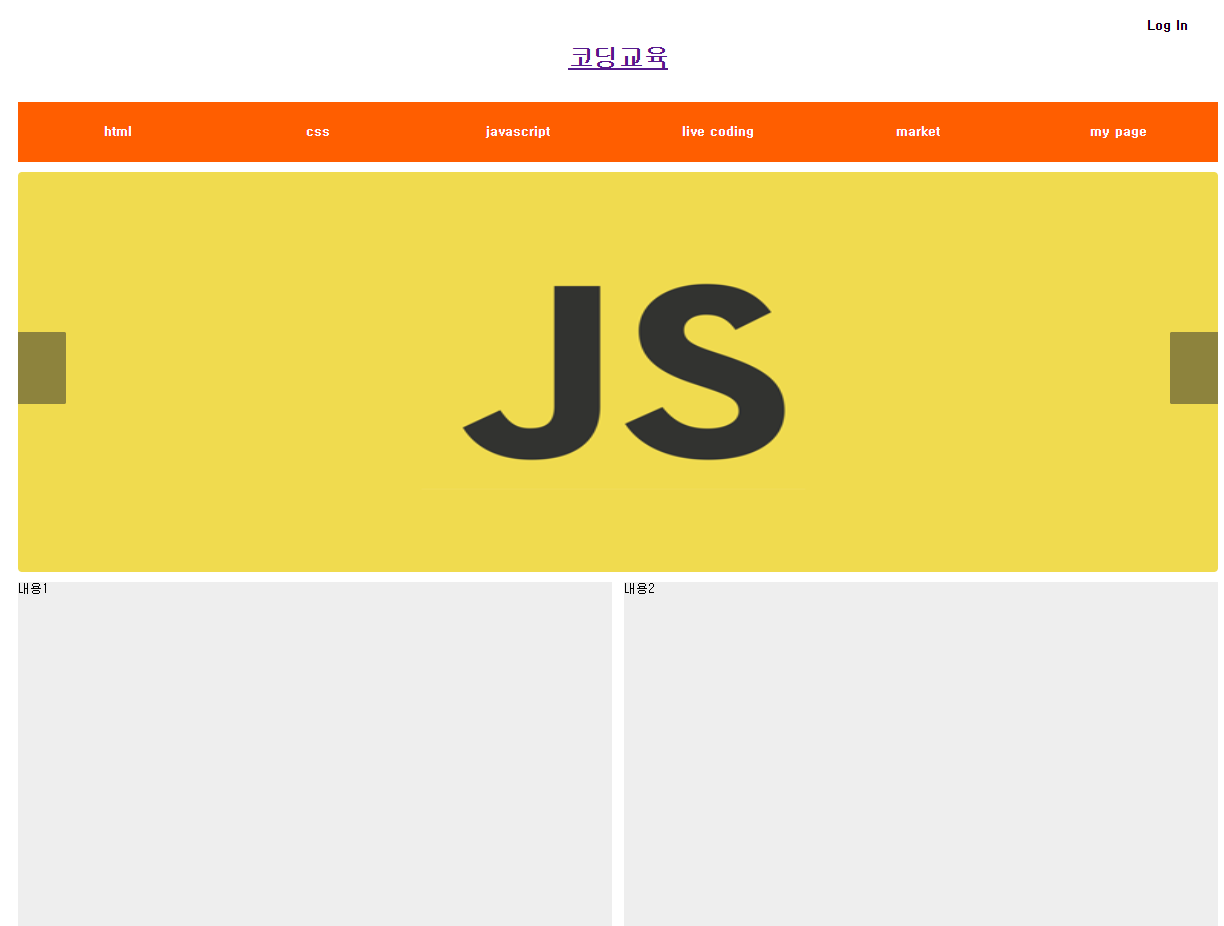 Log In
코딩교육
html css javascript live coding market my page
JS
내용1 내용2